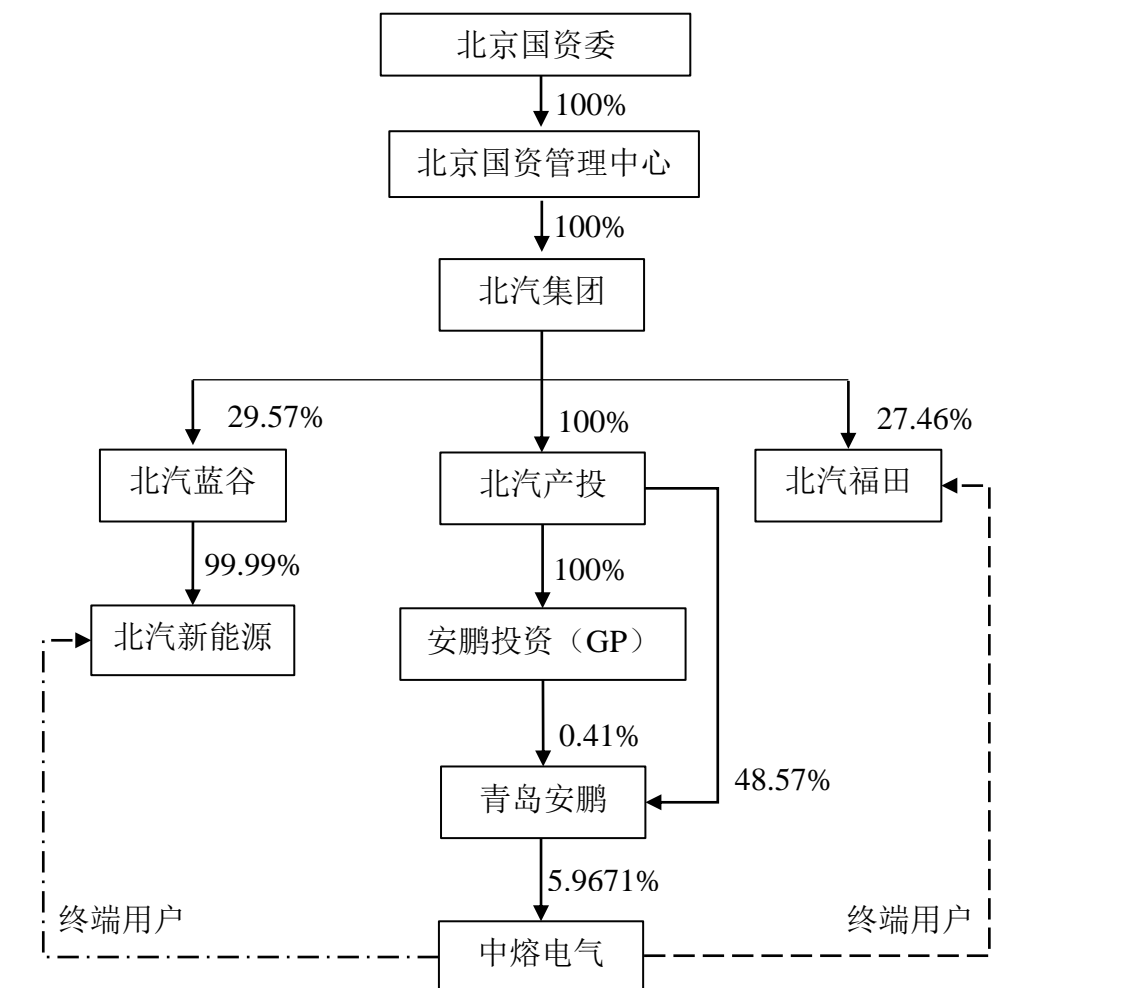 北京国资委
100%
北京国资管理中心
100%
北汽集团
29.57%
100%
27.46%
北汽蓝谷
北汽产投
北汽福田
99.99%
100%
北汽新能源
安鹏投资（GP）
0.41%
48.57%
青岛安鹏
5.9671%
终端用户
终端用户
中熔电气